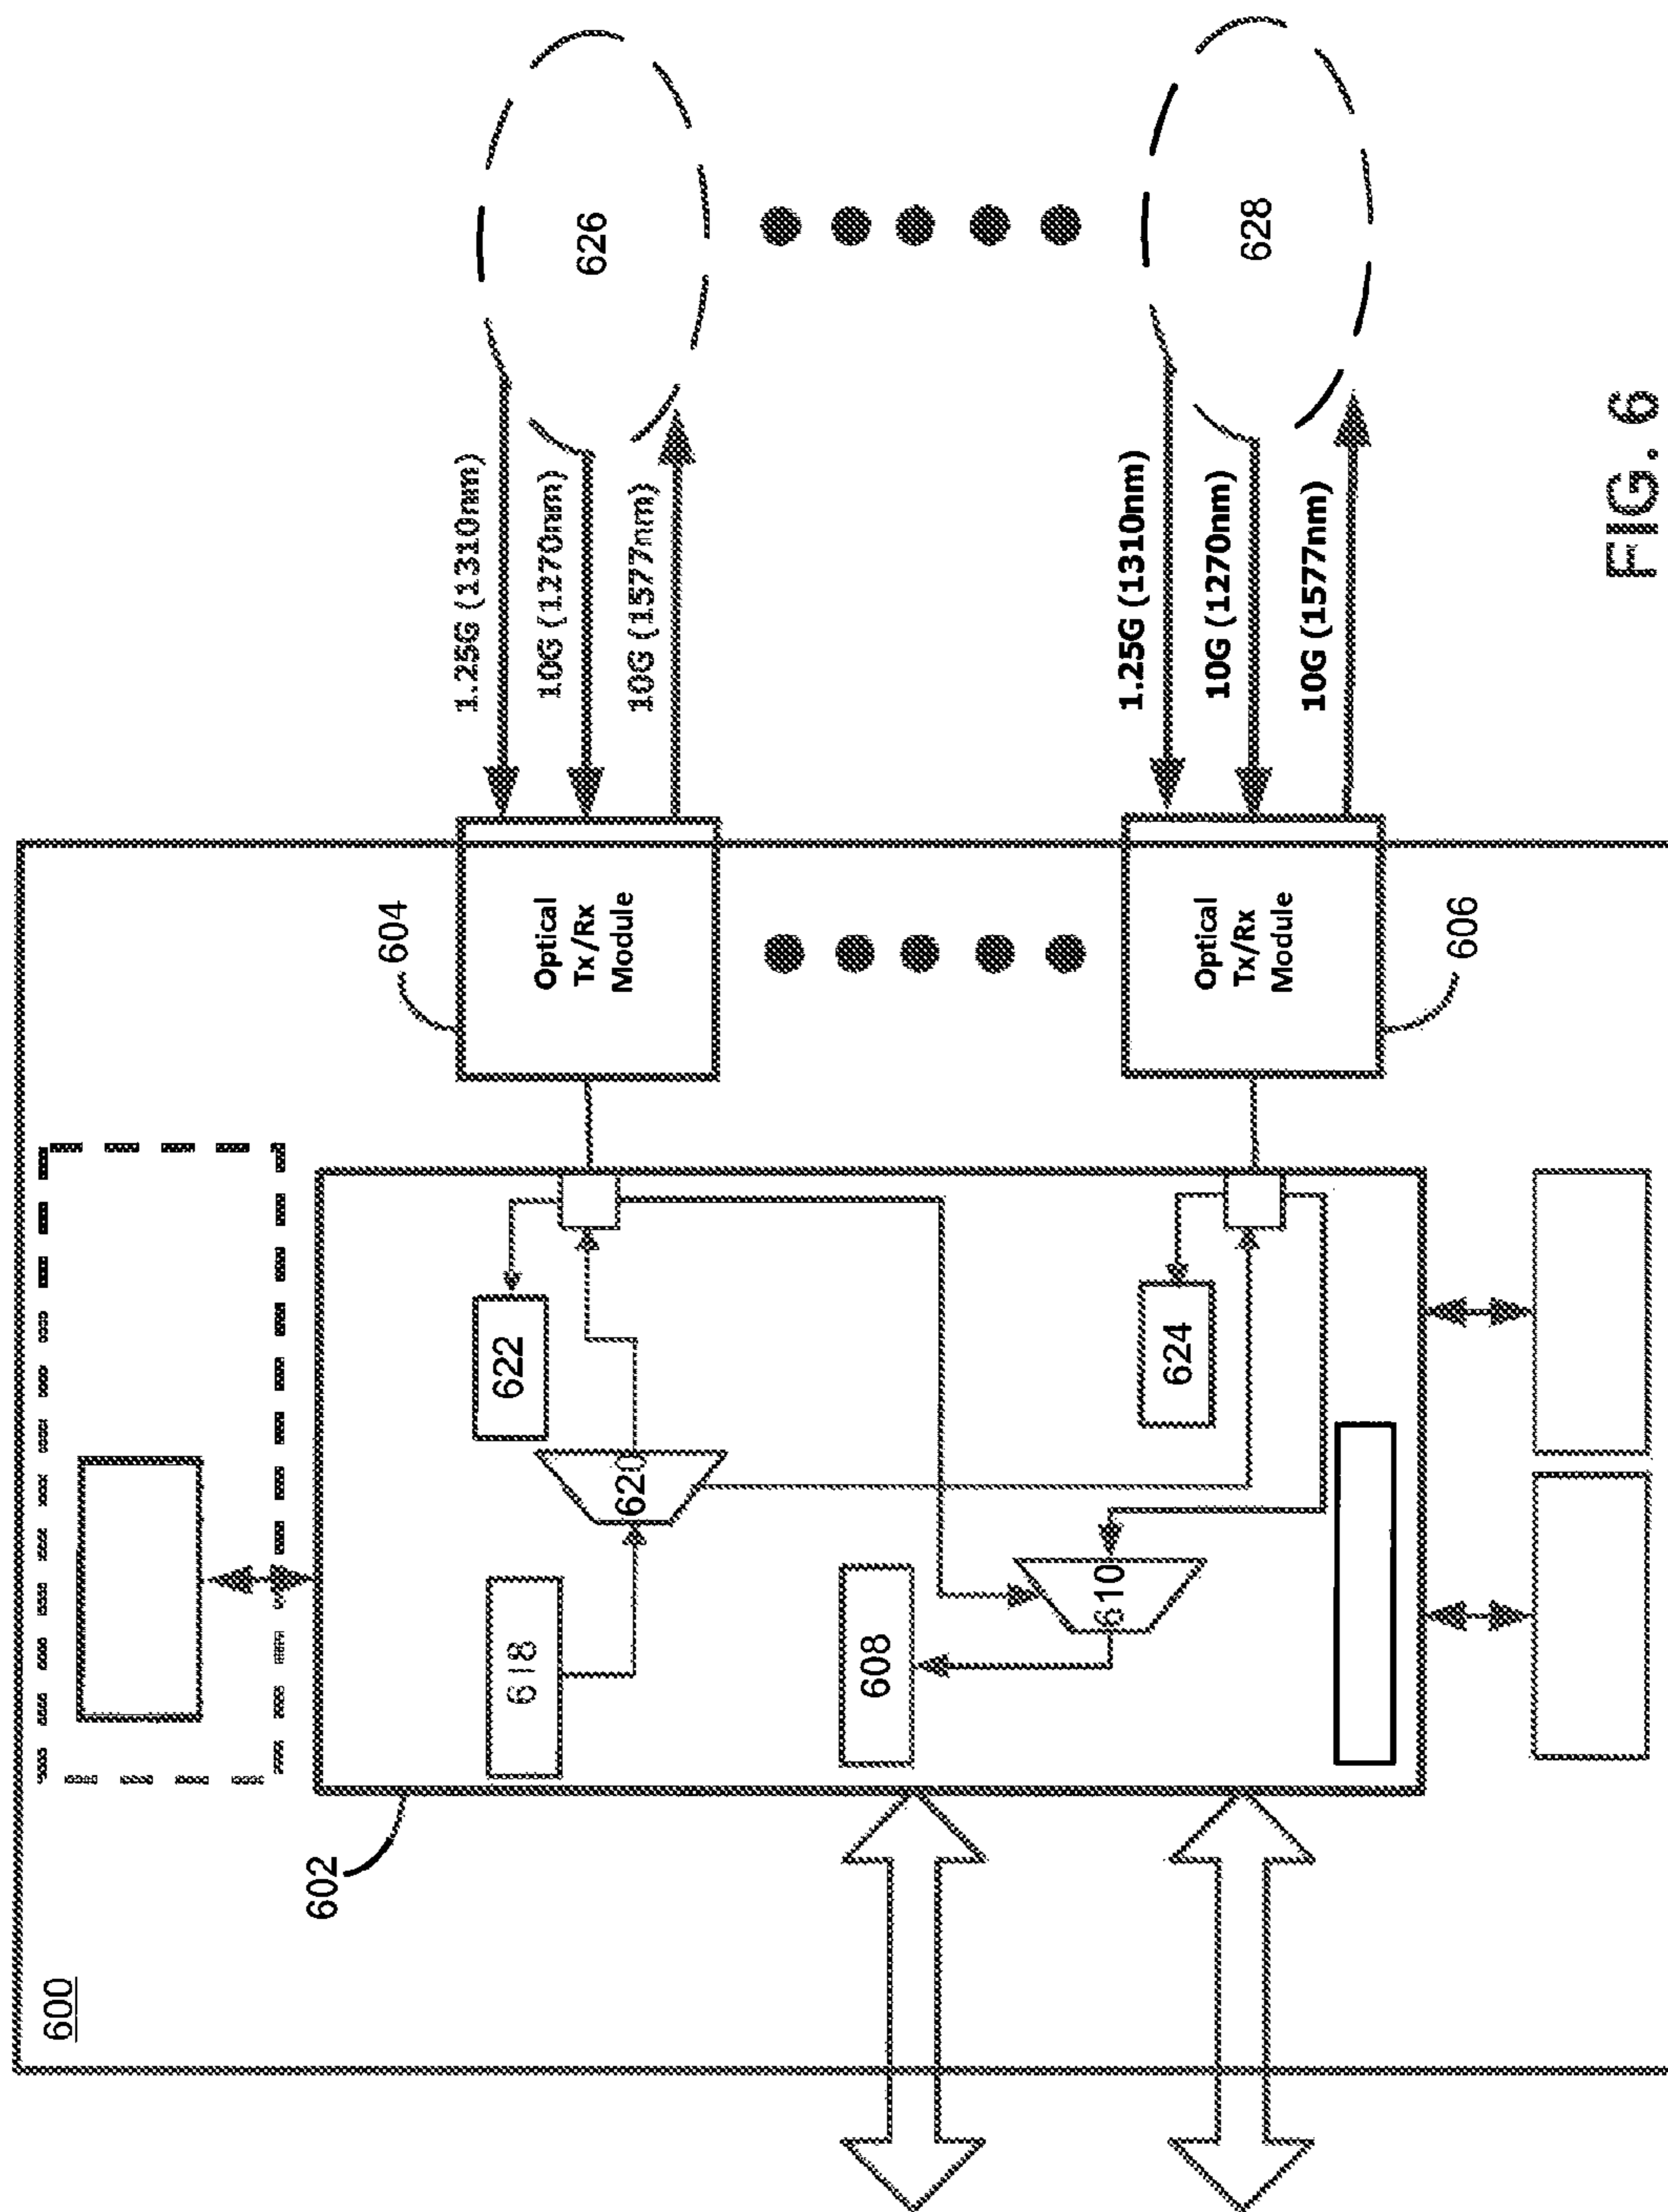 600
602
604
Optical
Tx/Rx
Module
1.25G (1310nm)
10G (1270nm)
10G (1577nm)
626
618
620
622
608
610
624
Optical
Tx/Rx
Module
606
1.25G (1310nm)
10G (1270nm)
10G (1577nm)
628
FIG. 6